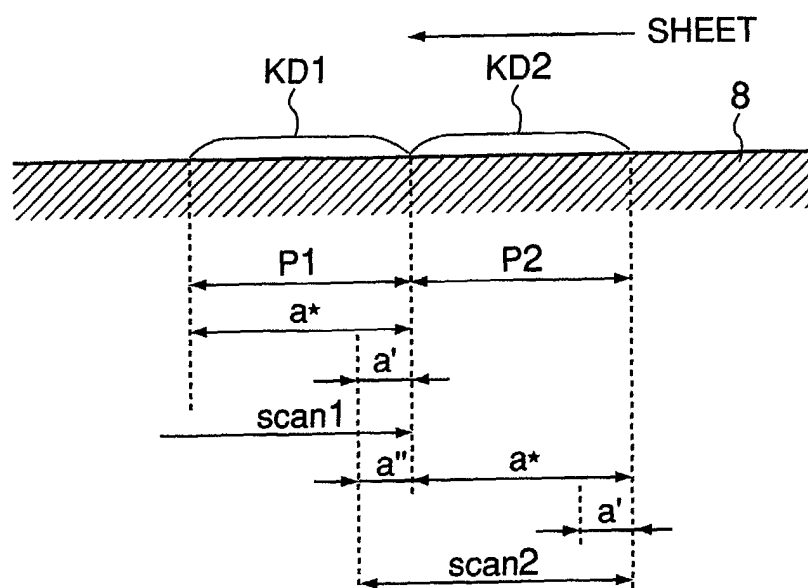 SHEET
KD1 KD2 8
P1 P2
a*
a'
scan1
a" a*
a'
scan2